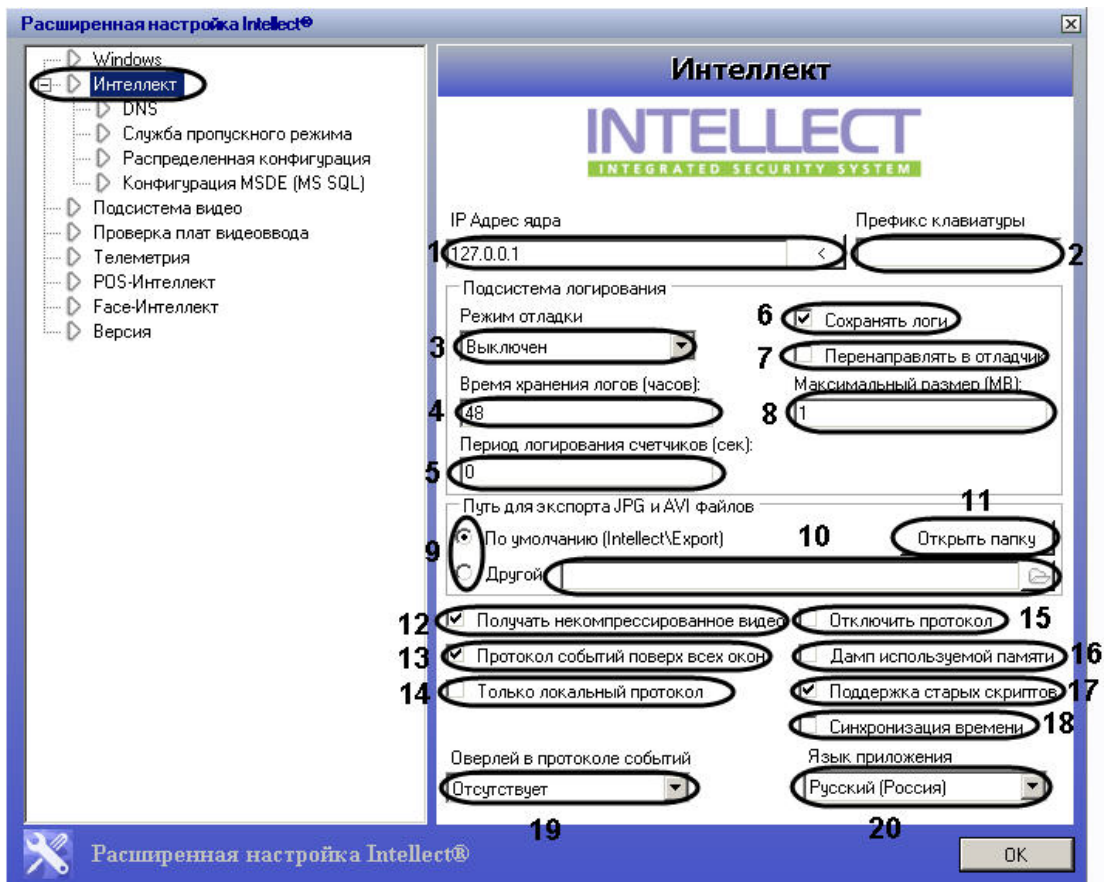 Расширенная настройка Intellect®
Windows
Интеллект
DNS
Служба пропускного режима
Распределенная конфигурация
Конфигурация MSDE (MS SQL)
Подсистема видео
Проверка плат видеоввода
Телеметрия
POS-Интеллект
Face-Интеллект
Версия
Интеллект
INTELLECT
INTEGRATED SECURITY SYSTEM
IP Адрес ядра
Префикс клавиатуры
1 127.0.0.1 <
2
Подсистема логирования
Режим отладки
3 Выключен
6 Сохранять логи
7 Перенаправлять в отладчик
Время хранения логов (часов):
Максимальный размер (MB):
4 48
8 1
Период логирования счетчиков (сек):
5 0
Путь для экспорта JPG и AVI файлов
11
9 По умолчанию (Intellect\Export)
10
Открыть папку
Другой
12 Получать некомпрессированное видео
Отключить протокол 15
13 Протокол событий поверх всех окон
Дамп используемой памяти 16
14 Только локальный протокол
Поддержка старых скриптов 17
Синхронизация времени 18
Оверлей в протоколе событий
Язык приложения
Отсутствует
Русский (Россия)
19
20
Расширенная настройка Intellect®
OK